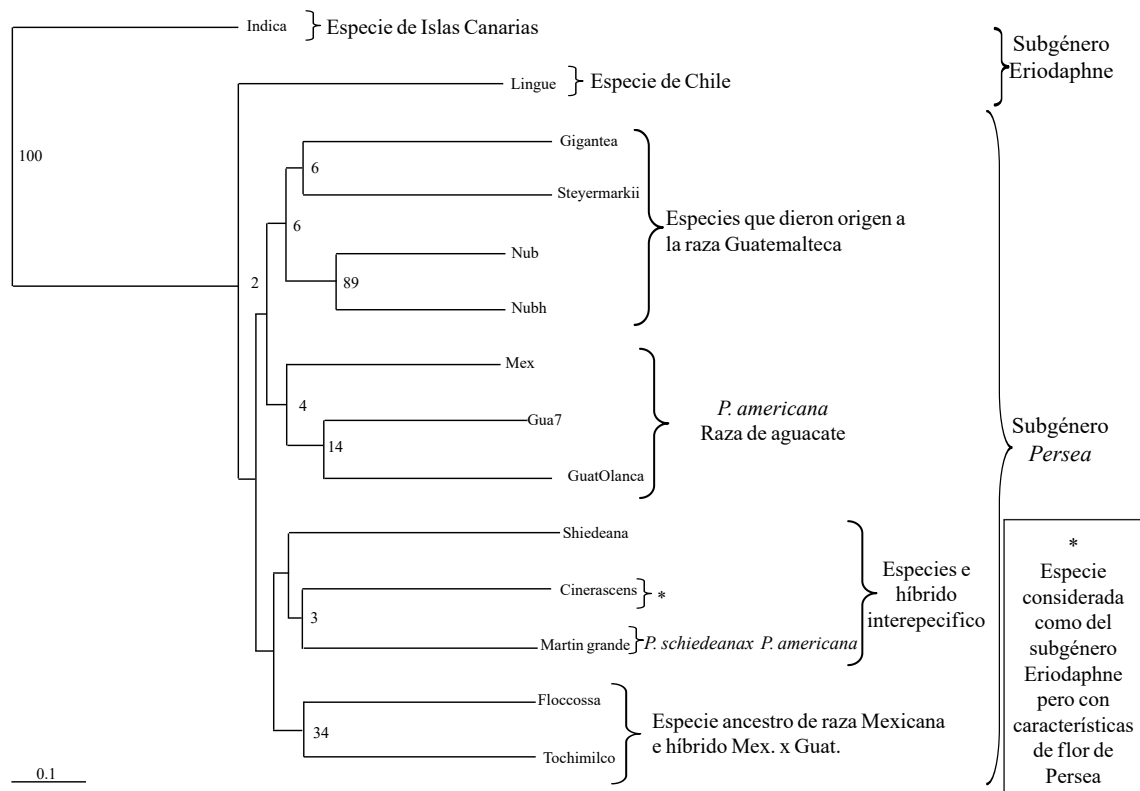 Indica
Especie de Islas Canarias
Subgénero
Eriodaphne
Lingue
Especie de Chile
100
Gigantea
6
Steyermarkii
6
Especies que dieron origen a
la raza Guatemalteca
Nub
2
89
Nubh
Mex
4
P. americana
Raza de aguacate
Gua7
14
GuatOlanca
Subgénero
Persea
Shiedeana
Cinerascens
*
3
Martin grande
P. schiedeanax P. americana
Especies e
híbrido
interepecifico
*
Especie
considerada
como del
subgénero
Eriodaphne
pero con
características
de flor de
Persea
Floccossa
34
Especie ancestro de raza Mexicana
e híbrido Mex. x Guat.
Tochimilco
0.1